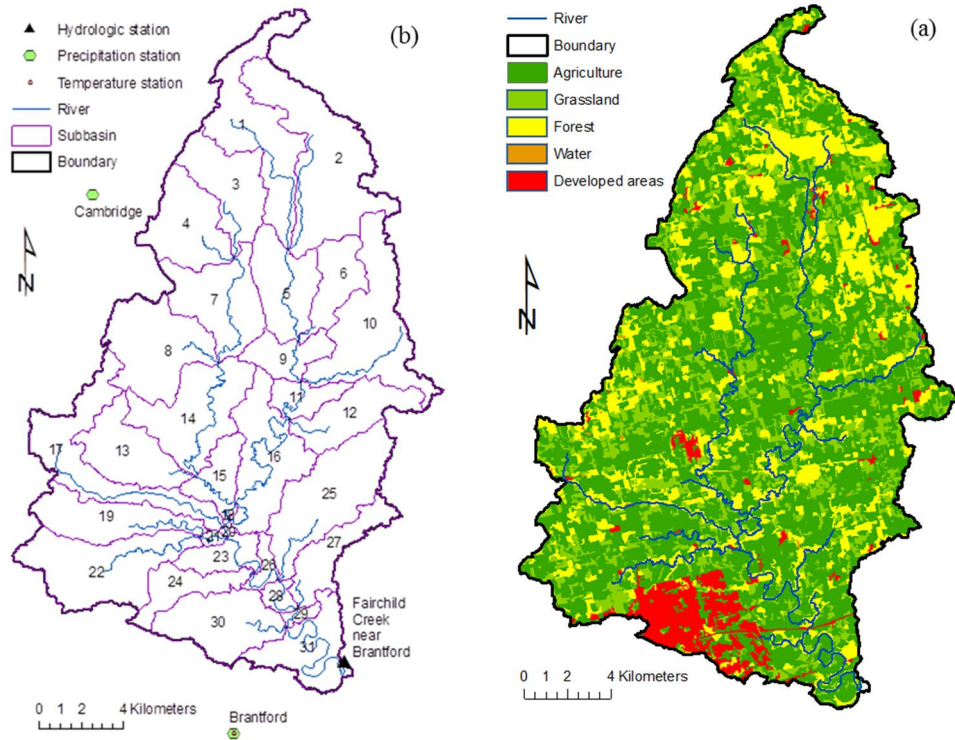 (b)
Hydrologic station
Precipitation station
Temperature station
River
Subbasin
Boundary
Cambridge
N
1
2
3
4
5
6
7
8
9
10
11
12
13
14
15
16
17
19
22
23
24
25
26
27
28
29
30
31
Fairchild
Creek
near
Brantford
0 1 2 4 Kilometers
Brantford
(a)
River
Boundary
Agriculture
Grassland
Forest
Water
Developed areas
N
0 1 2 4 Kilometers